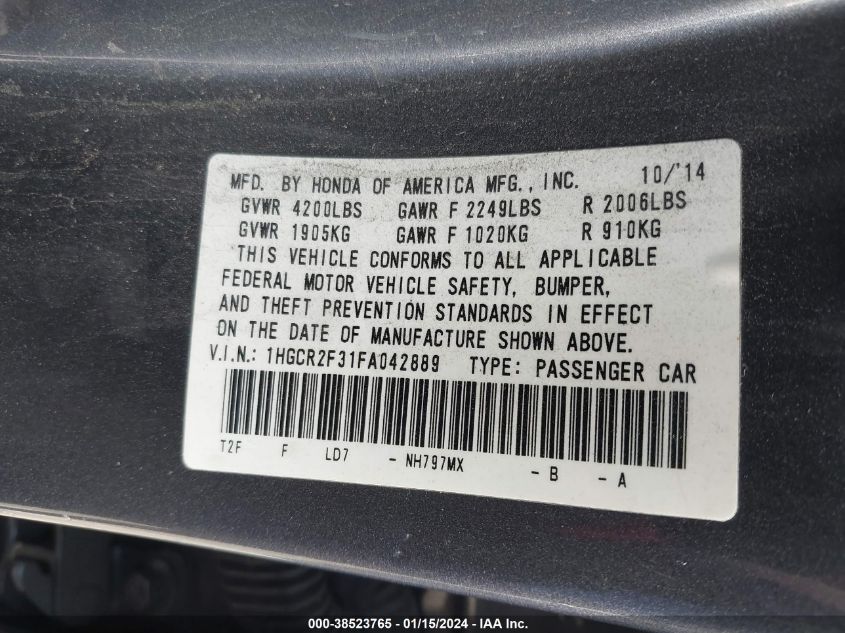 MFD. BY HONDA OF AMERICA MFG., INC. 10/'14
GVWR 4200LBS GAWR F 2249LBS R 2006LBS
GVWR 1905KG GAWR F 1020KG R 910KG
THIS VEHICLE CONFORMS TO ALL APPLICABLE
FEDERAL MOTOR VEHICLE SAFETY, BUMPER,
AND THEFT PREVENTION STANDARDS IN EFFECT
ON THE DATE OF MANUFACTURE SHOWN ABOVE.
V.I.N.: 1HGCR2F31FA042889 TYPE: PASSENGER CAR
T2F F LD7 - NH797MX - B - A
000-38523765 - 01/15/2024 - IAA Inc.